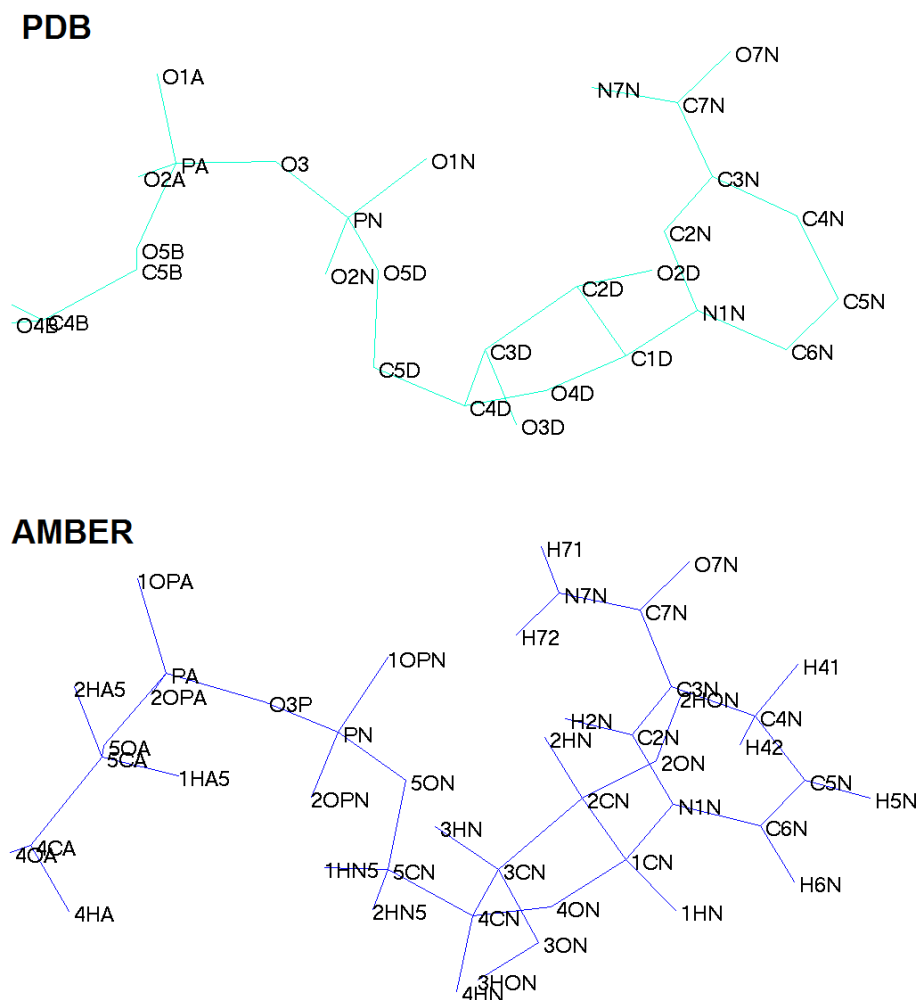 PDB
O7N
O1A
N7N
C7N
O1N
O3
PA
O2A
C3N
C4N
PN
C2N
O5B
C5B
O2N
O5D
O2D
C2D
C5N
N1N
O4B
C4B
C3D
C6N
C1D
C5D
O4D
C4D
O3D
AMBER
H71
O7N
1OPA
N7N
C7N
H72
1OPN
H41
PA
2HA5
2OPA
C3N
2HON
O3P
C4N
H2N
PN
C2N
2HN
H42
5OA
5CA
2ON
1HA5
5ON
C5N
2OPN
2CN
H5N
N1N
C6N
3HN
4CA
4OA
1CN
1HN5
5CN
3CN
H6N
4HA
2HN5
4CN
4ON
1HN
3ON
3HON
4HN